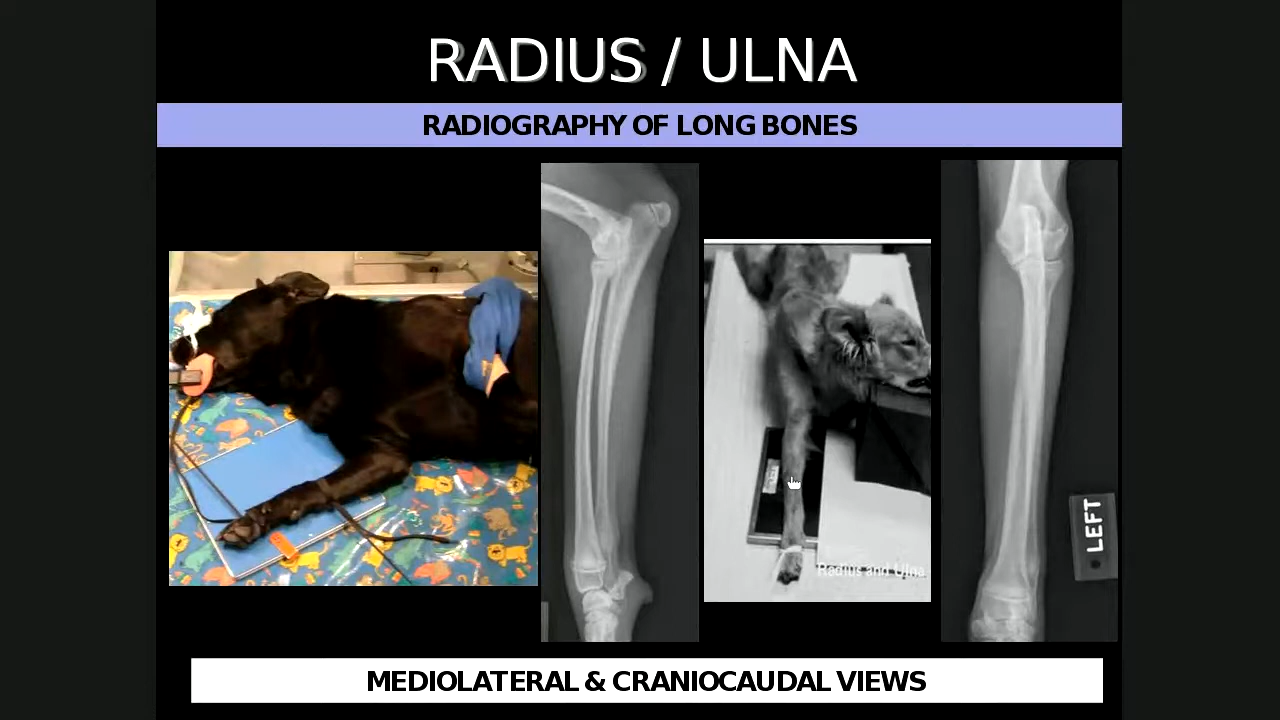 RADIUS / ULNA
RADIOGRAPHY OF LONG BONES
Radius and Ulna
LEFT
MEDIOLATERAL & CRANIOCAUDAL VIEWS